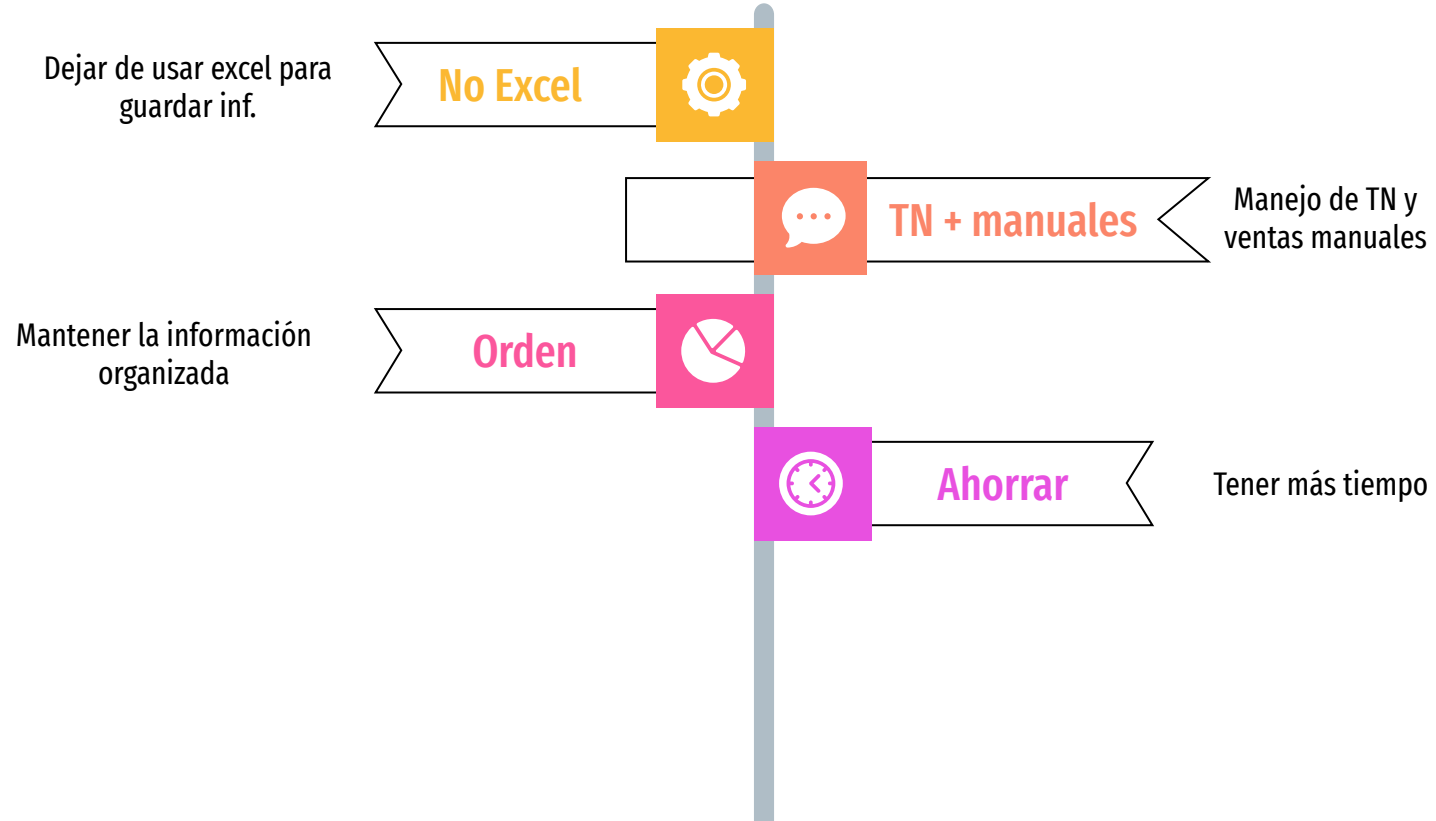 Dejar de usar excel para
guardar inf.
No Excel
TN + manuales
Manejo de TN y
ventas manuales
Mantener la información
organizada
Orden
Ahorrar
Tener más tiempo